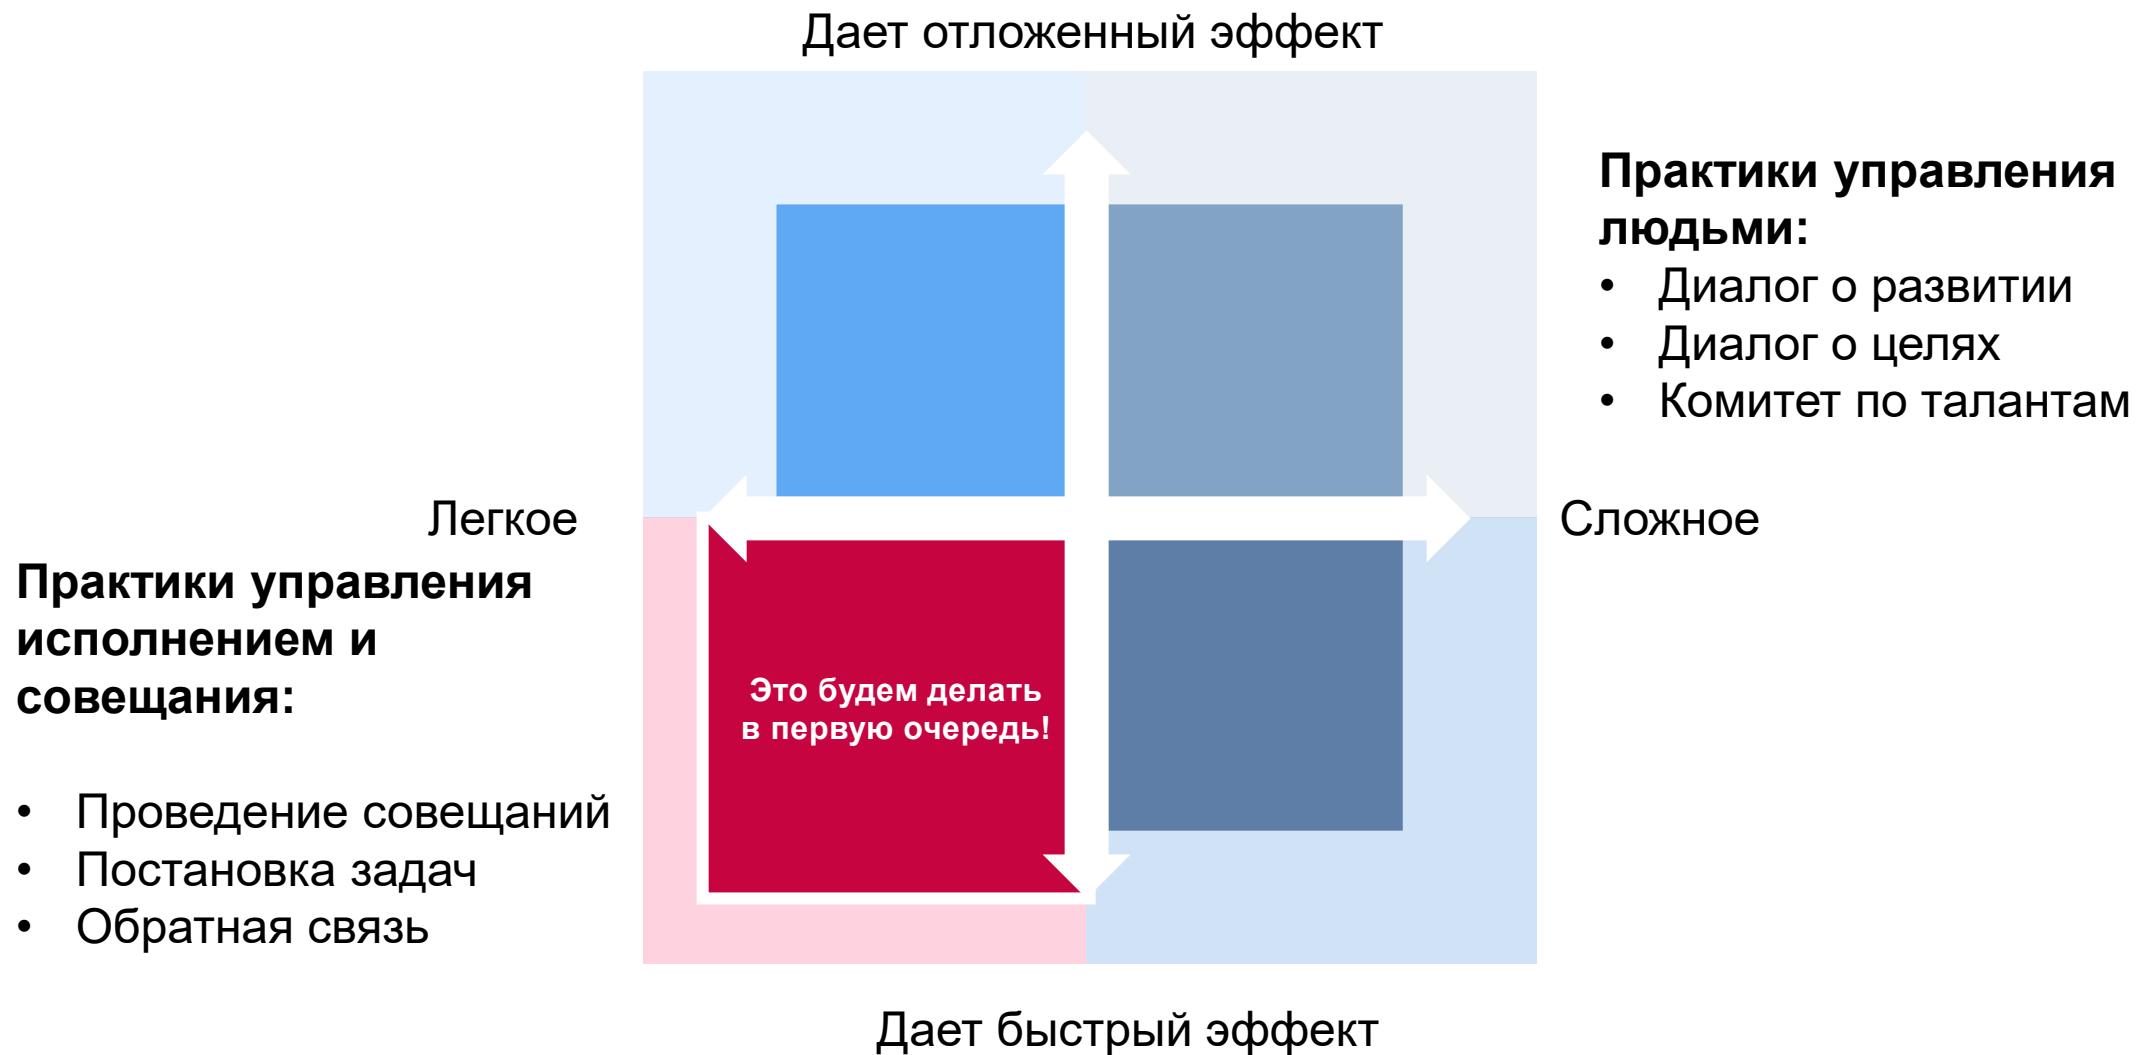 Дает отложенный эффект
Практики управления
людьми:
• Диалог о развитии
• Диалог о целях
• Комитет по талантам
Легкое
Сложное
Практики управления
исполнением и
совещания:
• Проведение совещаний
• Постановка задач
• Обратная связь
Это будем делать
в первую очередь!
Дает быстрый эффект